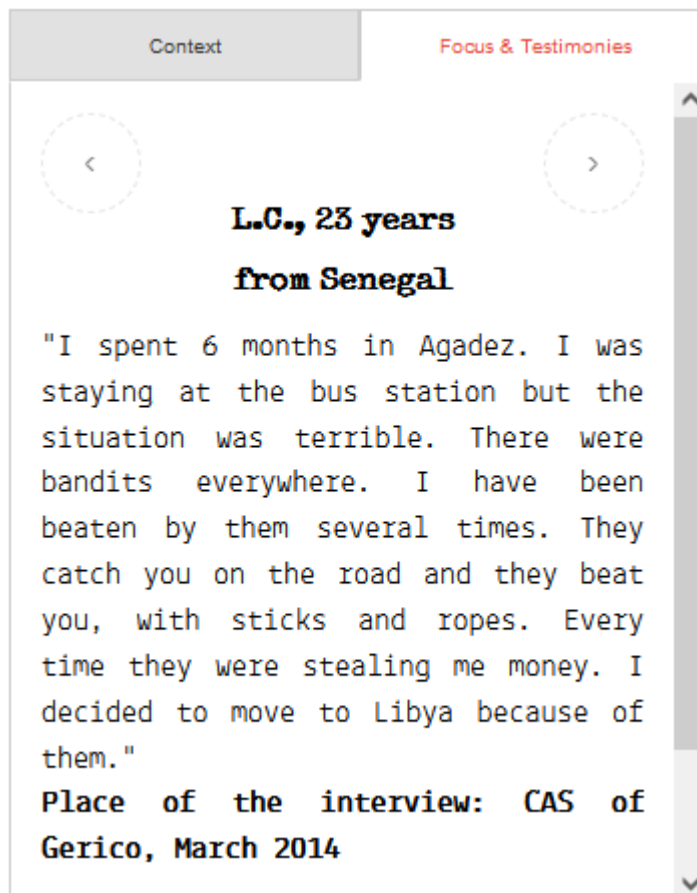 Context
Focus & Testimonies
L.C., 23 years
from Senegal
"I spent 6 months in Agadez. I was
staying at the bus station but the
situation was terrible. There were
bandits everywhere. I have been
beaten by them several times. They
catch you on the road and they beat
you, with sticks and ropes. Every
time they were stealing me money. I
decided to move to Libya because of
them."
Place of the interview: CAS of
Gerico, March 2014